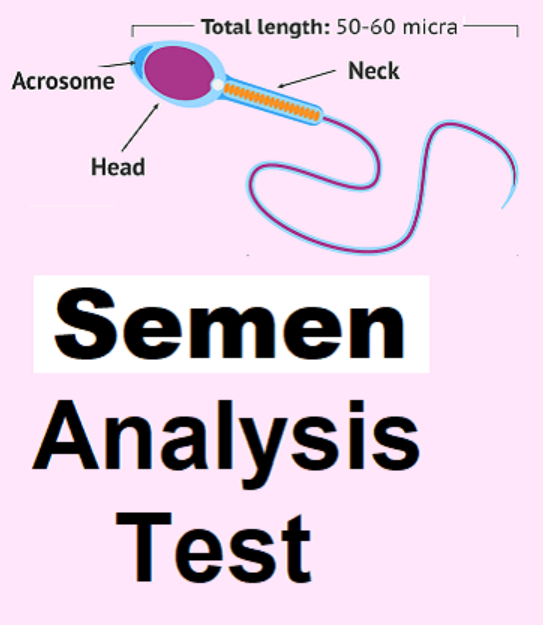 Total length: 50-60 micra
Neck
Acrosome
Head
Semen
Analysis
Test